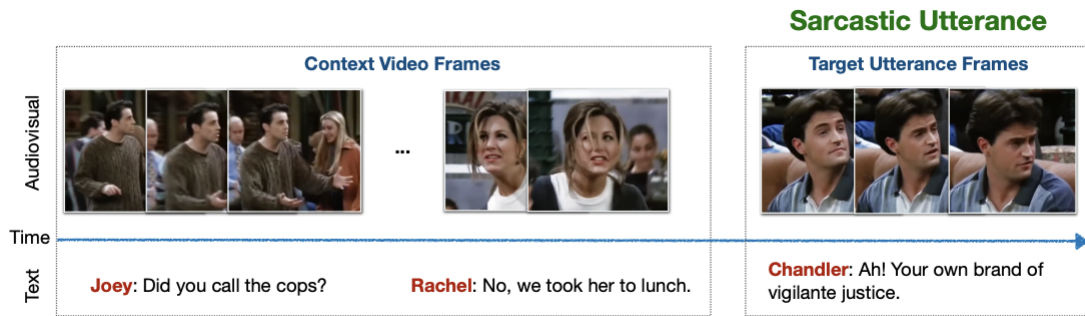 Sarcastic Utterance
Context Video Frames
Target Utterance Frames
Audiovisual
...
Time
Text
Joey: Did you call the cops?
Rachel: No, we took her to lunch.
Chandler: Ah! Your own brand of
vigilante justice.